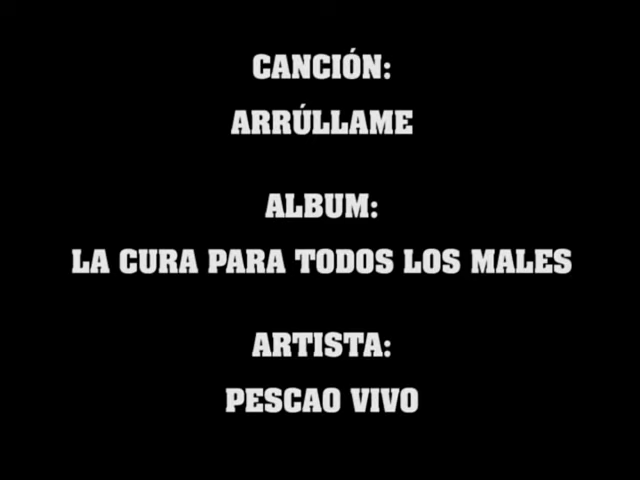 CANCIÓN:
ARRÚLLAME
ALBUM:
LA CURA PARA TODOS LOS MALES
ARTISTA:
PESCAO VIVO